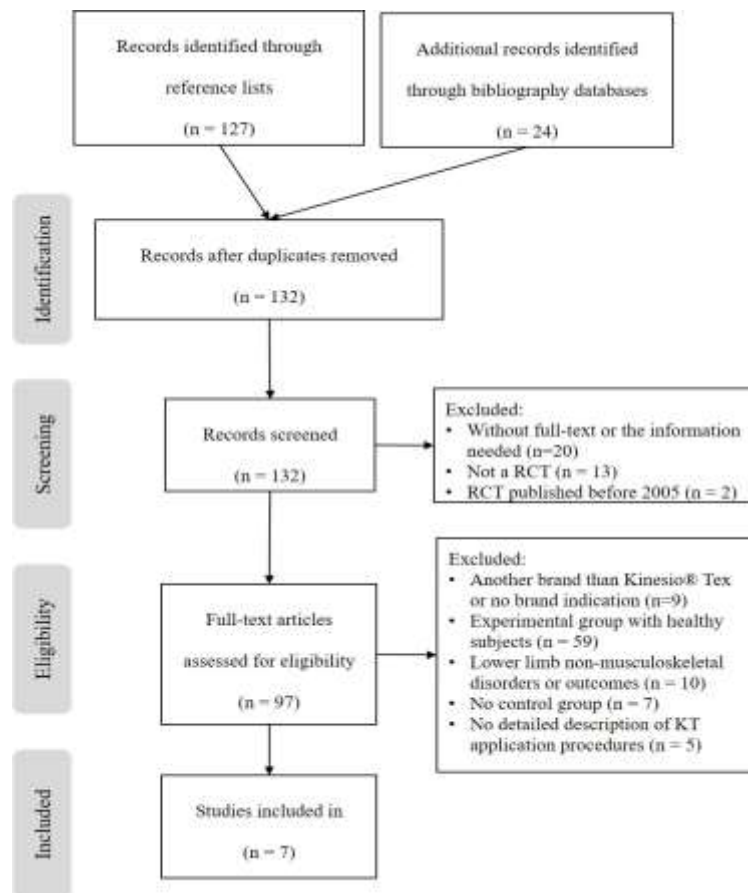 Records identified through
reference lists
(n = 127)
Additional records identified
through bibliography databases
(n = 24)
Identification
Records after duplicates removed
(n = 132)
Screening
Records screened
(n = 132)
Excluded:
• Without full-text or the information
needed (n=20)
• Not a RCT (n = 13)
• RCT published before 2005 (n = 2)
Eligibility
Full-text articles
assessed for eligibility
(n = 97)
Excluded:
• Another brand than Kinesio® Tex
or no brand indication (n=9)
• Experimental group with healthy
subjects (n = 59)
• Lower limb non-musculoskeletal
disorders or outcomes (n = 10)
• No control group (n = 7)
• No detailed description of KT
application procedures (n = 5)
Included
Studies included in
(n = 7)